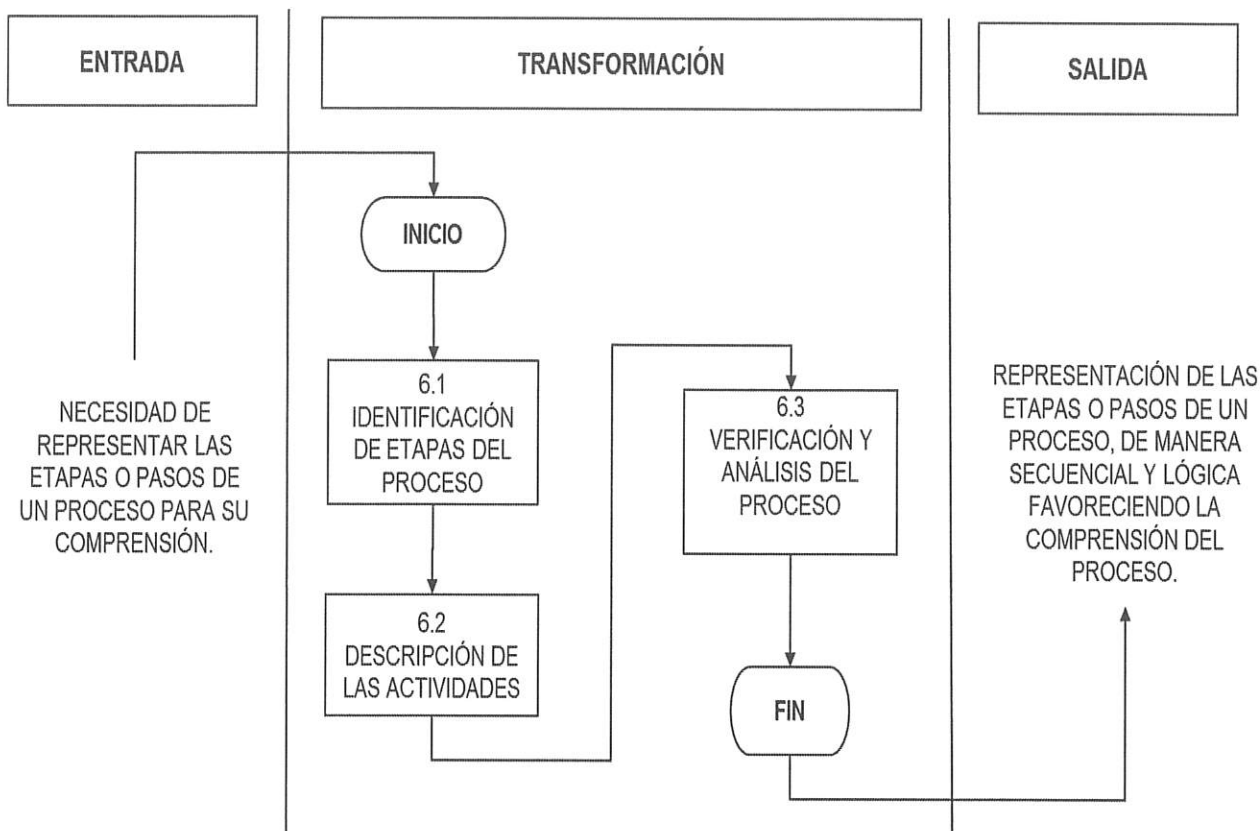 ENTRADA
TRANSFORMACIÓN
SALIDA
NECESIDAD DE
REPRESENTAR LAS
ETAPAS O PASOS DE
UN PROCESO PARA SU
COMPRENSIÓN.
INICIO
6.1
IDENTIFICACIÓN
DE ETAPAS DEL
PROCESO
6.2
DESCRIPCIÓN DE
LAS ACTIVIDADES
6.3
VERIFICACIÓN Y
ANÁLISIS DEL
PROCESO
FIN
REPRESENTACIÓN DE LAS
ETAPAS O PASOS DE UN
PROCESO, DE MANERA
SECUENCIAL Y LÓGICA
FAVORECIENDO LA
COMPRENSIÓN DEL
PROCESO.